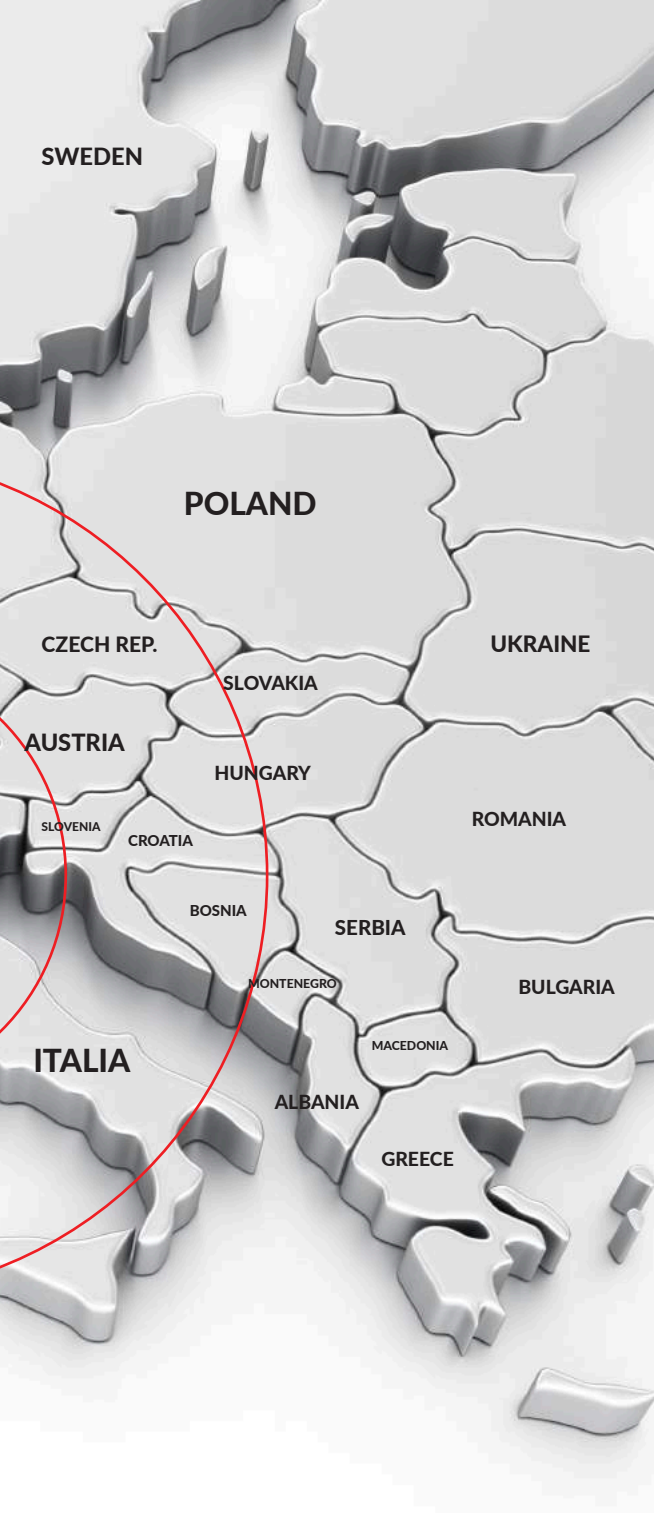 SWEDEN
POLAND
CZECH REP.
UKRAINE
SLOVAKIA
AUSTRIA
HUNGARY
ROMANIA
SLOVENIA
CROATIA
BOSNIA
SERBIA
MONTENEGRO
BULGARIA
MACEDONIA
ITALIA
ALBANIA
GREECE